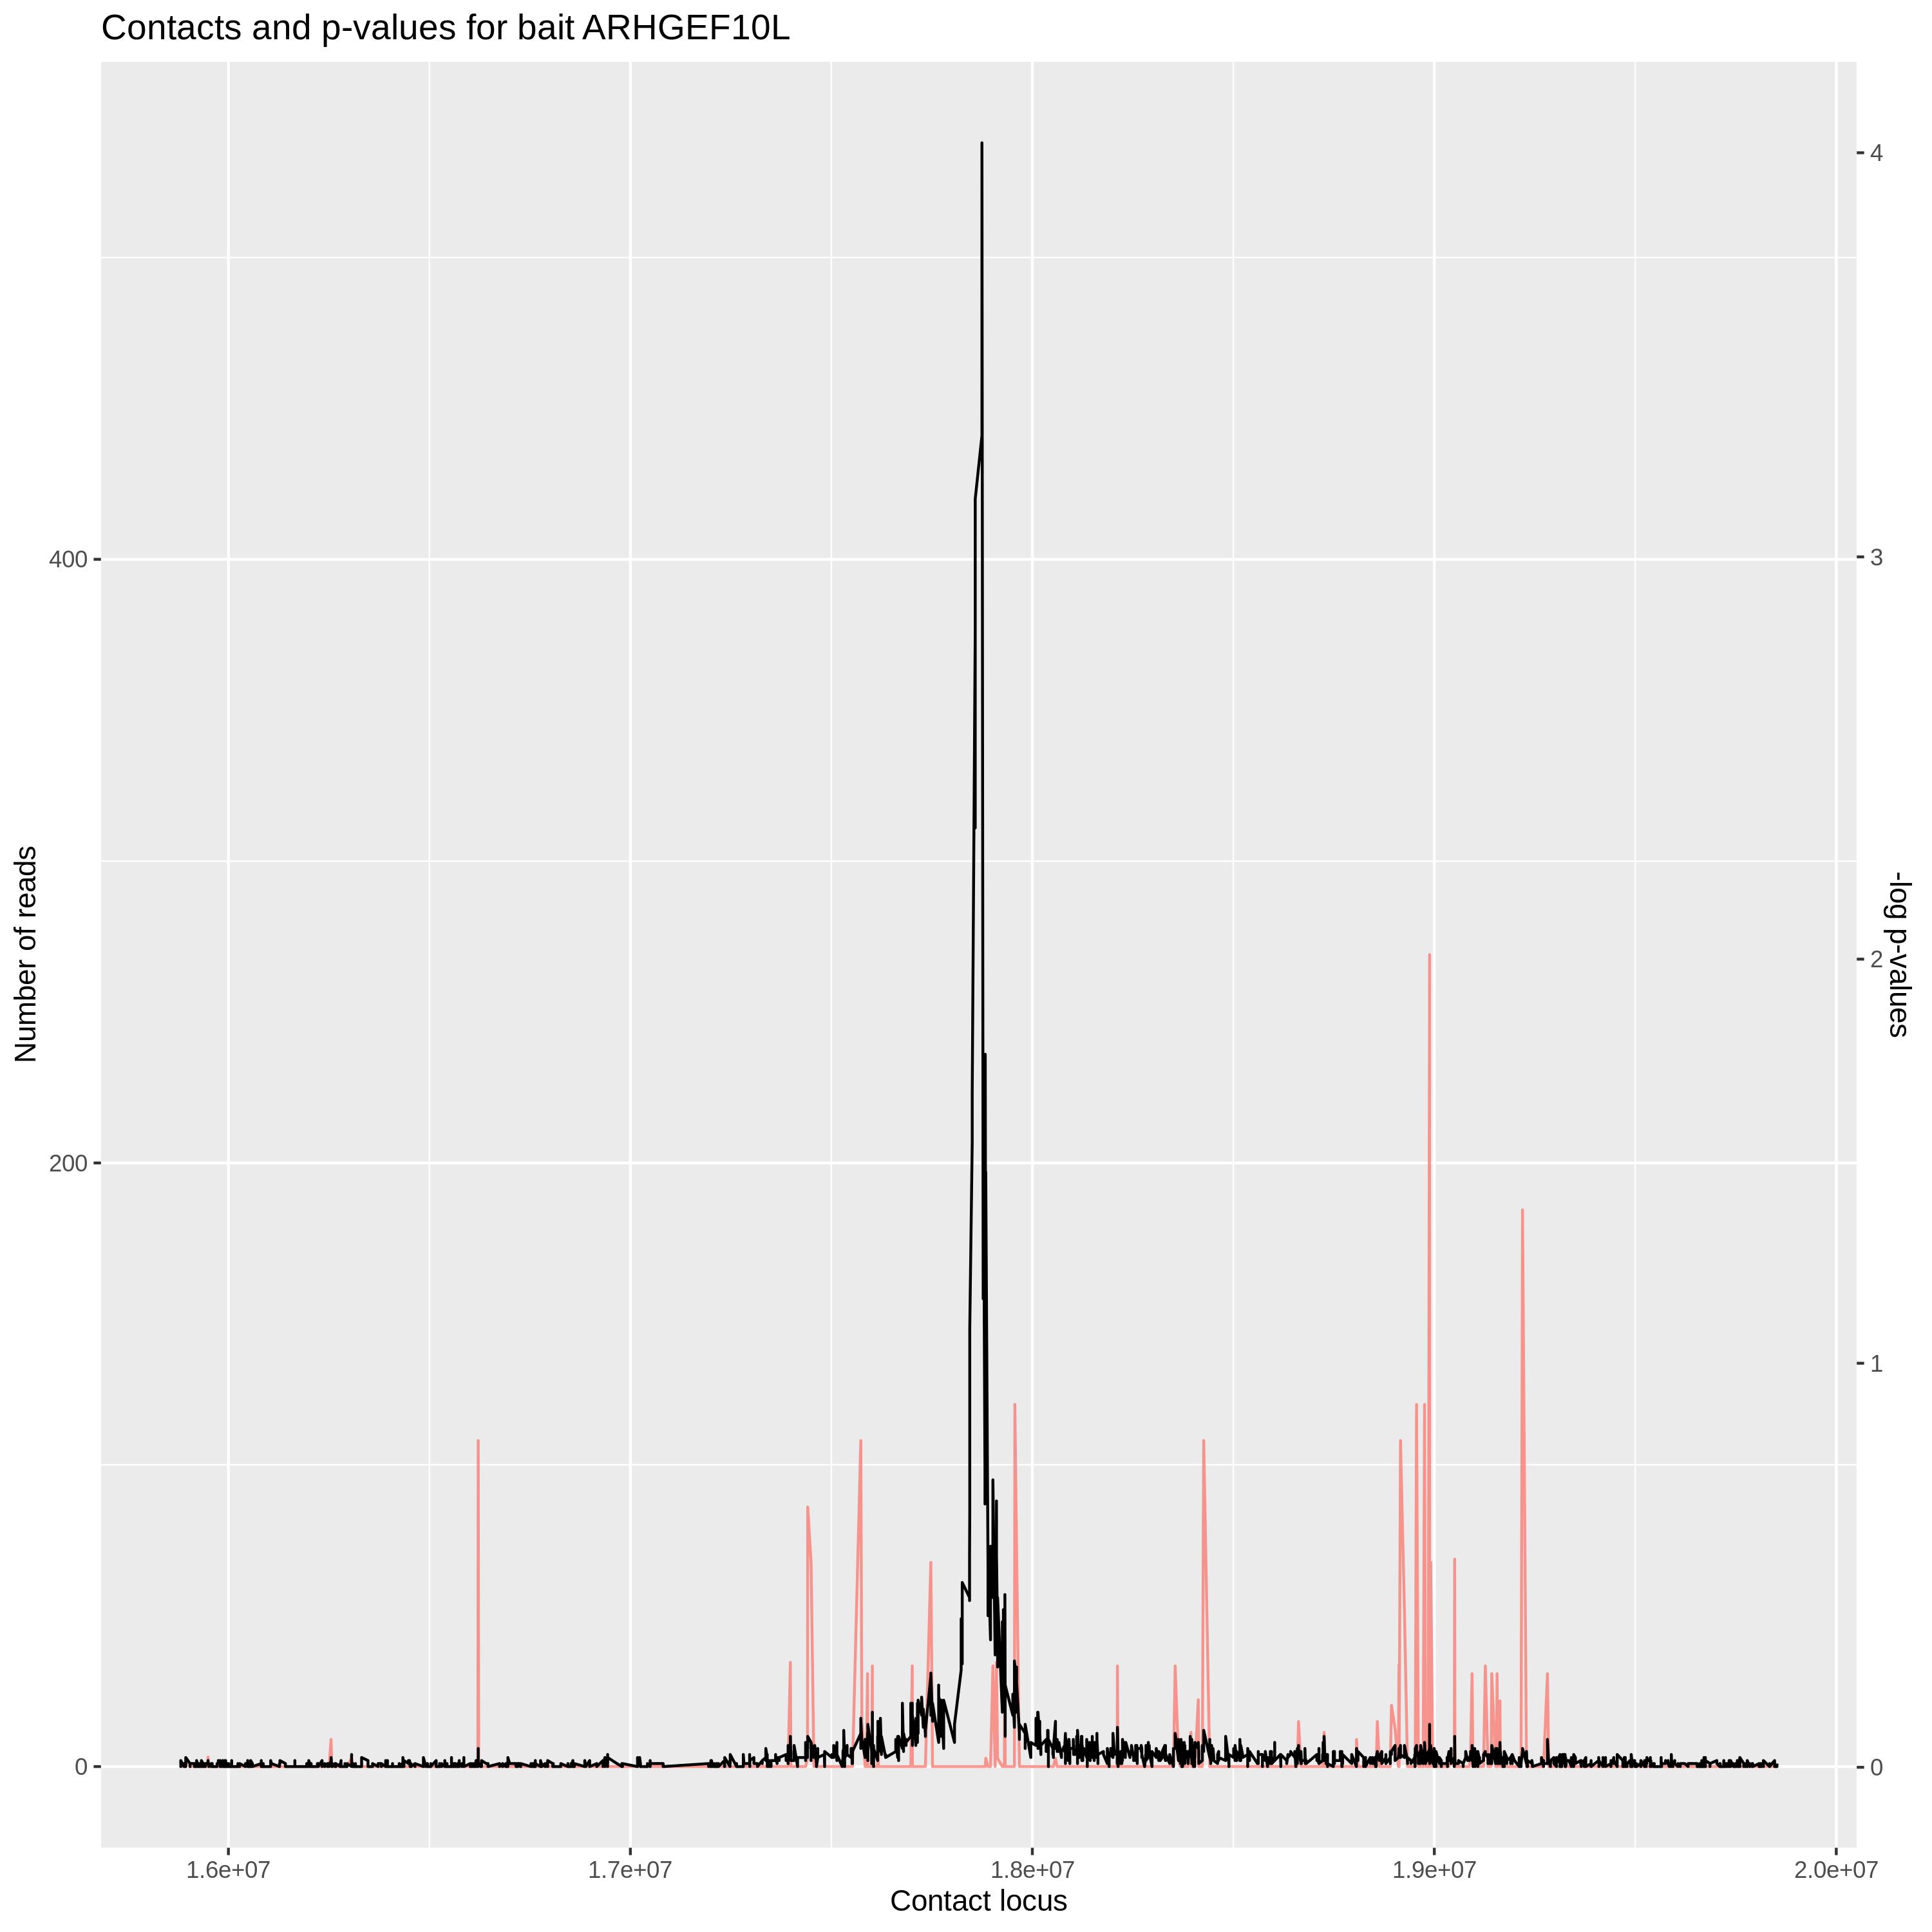 Contacts and p-values for bait ARHGEF10L
Number of reads
400
200
0
4
3
2
1
0
-log p-values
1.6e+07
1.7e+07
1.8e+07
1.9e+07
2.0e+07
Contact locus